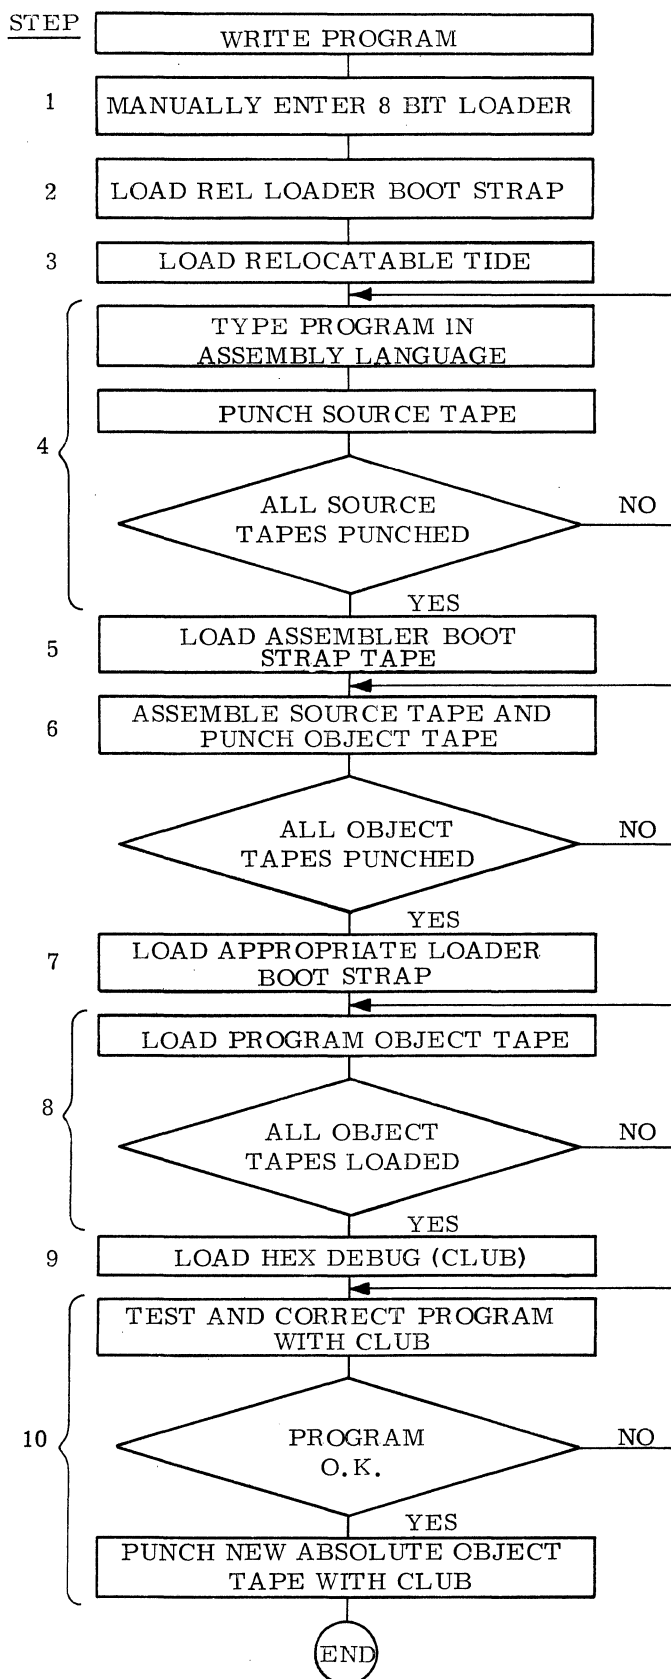 STEP
WRITE PROGRAM
1
MANUALLY ENTER 8 BIT LOADER
2
LOAD REL LOADER BOOT STRAP
3
LOAD RELOCATABLE TIDE
4
TYPE PROGRAM IN
ASSEMBLY LANGUAGE
PUNCH SOURCE TAPE
ALL SOURCE
TAPES PUNCHED
NO
YES
5
LOAD ASSEMBLER BOOT
STRAP TAPE
6
ASSEMBLE SOURCE TAPE AND
PUNCH OBJECT TAPE
ALL OBJECT
TAPES PUNCHED
NO
YES
7
LOAD APPROPRIATE LOADER
BOOT STRAP
8
LOAD PROGRAM OBJECT TAPE
ALL OBJECT
TAPES LOADED
NO
YES
9
LOAD HEX DEBUG (CLUB)
10
TEST AND CORRECT PROGRAM
WITH CLUB
PROGRAM
O.K.
NO
YES
PUNCH NEW ABSOLUTE OBJECT
TAPE WITH CLUB
END